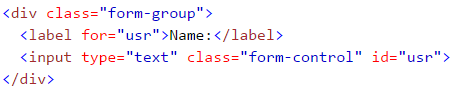 <div class="form-group">
  <label for="usr">Name:</label>
  <input type="text" class="form-control" id="usr">
</div>